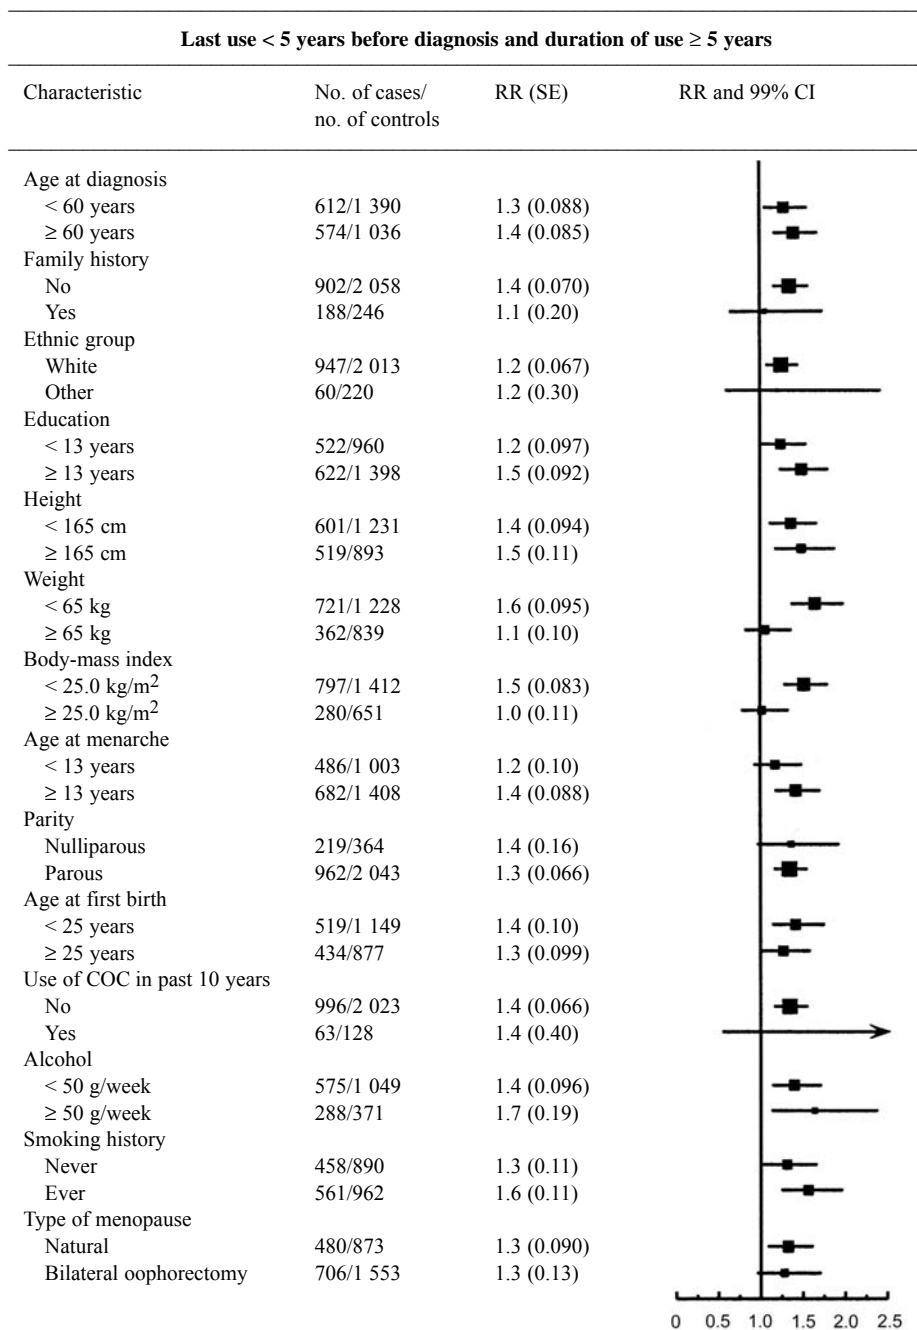 Last use < 5 years before diagnosis and duration of use ≥ 5 years
Characteristic No. of cases/ RR (SE) RR and 99% CI
no. of controls
Age at diagnosis
< 60 years 612/1 390 1.3 (0.088)
≥ 60 years 574/1 036 1.4 (0.085)
Family history
No 902/2 058 1.4 (0.070)
Yes 188/246 1.1 (0.20)
Ethnic group
White 947/2 013 1.2 (0.067)
Other 60/220 1.2 (0.30)
Education
< 13 years 522/960 1.2 (0.097)
≥ 13 years 622/1 398 1.5 (0.092)
Height
< 165 cm 601/1 231 1.4 (0.094)
≥ 165 cm 519/893 1.5 (0.11)
Weight
< 65 kg 721/1 228 1.6 (0.095)
≥ 65 kg 362/839 1.1 (0.10)
Body-mass index
< 25.0 kg/m2 797/1 412 1.5 (0.083)
≥ 25.0 kg/m2 280/651 1.0 (0.11)
Age at menarche
< 13 years 486/1 003 1.2 (0.10)
≥ 13 years 682/1 408 1.4 (0.088)
Parity
Nulliparous 219/364 1.4 (0.16)
Parous 962/2 043 1.3 (0.066)
Age at first birth
< 25 years 519/1 149 1.4 (0.10)
≥ 25 years 434/877 1.3 (0.099)
Use of COC in past 10 years
No 996/2 023 1.4 (0.066)
Yes 63/128 1.4 (0.40)
Alcohol
< 50 g/week 575/1 049 1.4 (0.096)
≥ 50 g/week 288/371 1.7 (0.19)
Smoking history
Never 458/890 1.3 (0.11)
Ever 561/962 1.6 (0.11)
Type of menopause
Natural 480/873 1.3 (0.090)
Bilateral oophorectomy 706/1 553 1.3 (0.13)
0 0.5 1.0 1.5 2.0 2.5